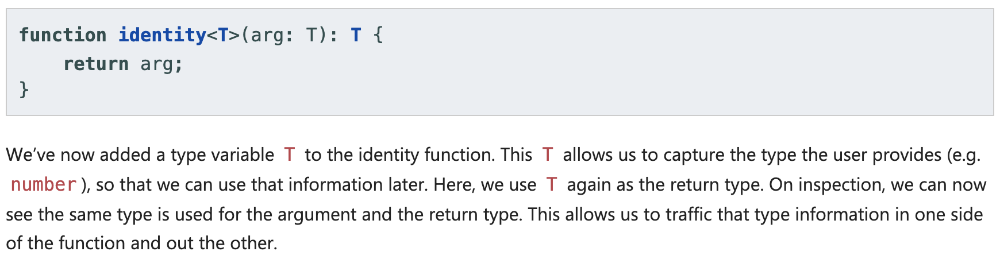 function identity<T>(arg: T): T {
    return arg;
}
We’ve now added a type variable T to the identity function. This T allows us to capture the type the user provides (e.g.
number), so that we can use that information later. Here, we use T again as the return type. On inspection, we can now
see the same type is used for the argument and the return type. This allows us to traffic that type information in one side
of the function and out the other.